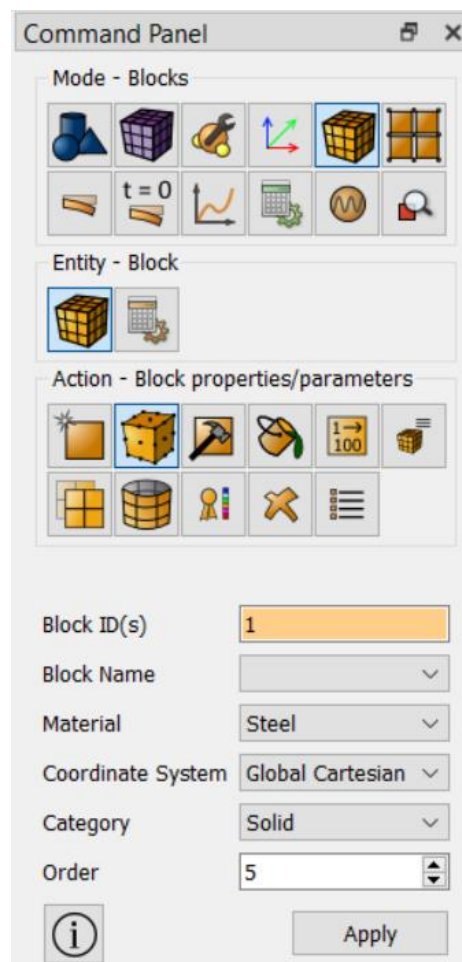 Command Panel
Mode - Blocks
t = 0
Entity - Block
Action - Block properties/parameters
1→
100
Block ID(s) 1
Block Name
Material Steel
Coordinate System Global Cartesian
Category Solid
Order 5
i Apply